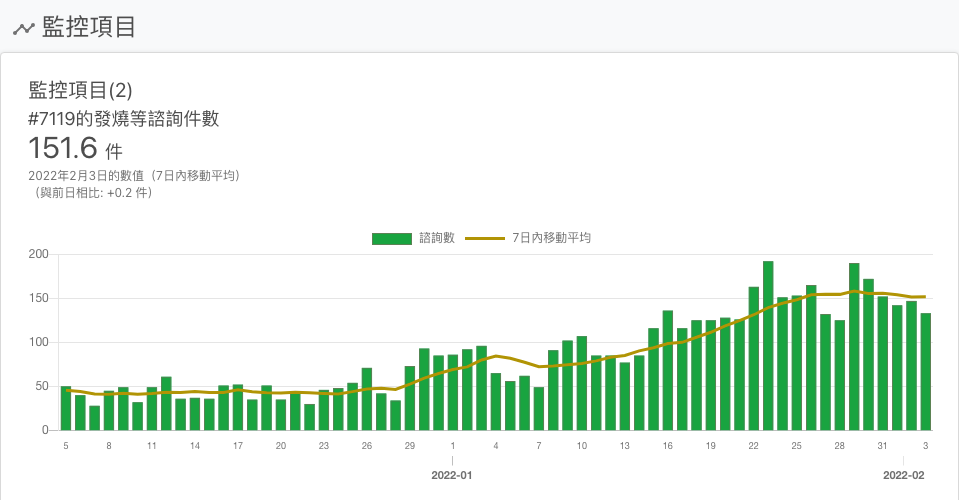 監控項目
監控項目(2)
#7119的發燒等諮詢件數
151.6 件
2022年2月3日的數值（7日內移動平均）
（與前日相比: +0.2 件）
諮詢數 7日內移動平均
200
150
100
50
0
5 8 11 14 17 20 23 26 29 1 4 7 10 13 16 19 22 25 28 31 3
2022-01 2022-02